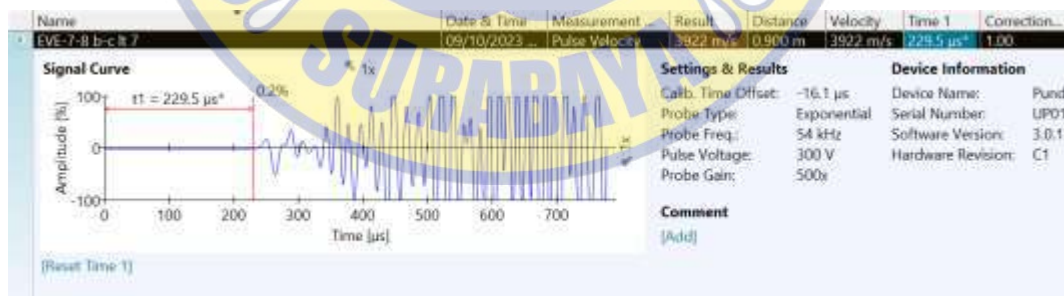 Name Date & Time Measurement ... Result Distance Velocity Time 1 Correction...
EVE-7-8 b-c lt 7 09/10/2023 ... Pulse Velocity 3922 m/s 0.900 m 3922 m/s 229.5 µs* 1.00
Signal Curve
1x
t1 = 229.5 µs*
0.2%
Amplitude [%]
100
0
-100
0 100 200 300 400 500 600 700
Time [µs]
[Reset Time 1]
Settings & Results
Calib. Time Offset: -16.1 µs
Probe Type: Exponential
Probe Freq.: 54 kHz
Pulse Voltage: 300 V
Probe Gain: 500x
Comment
[Add]
Device Information
Device Name: Pund
Serial Number: UP01
Software Version: 3.0.1
Hardware Revision: C1
SURABAYA